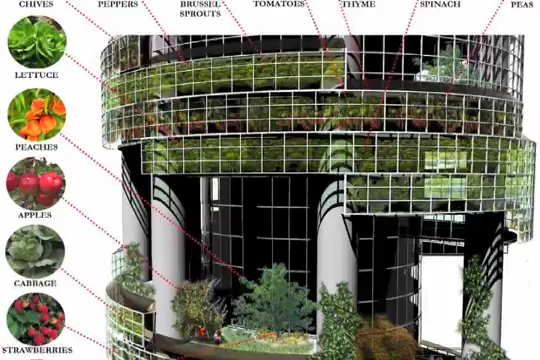 CHIVES
PEPPERS
BRUSSEL
SPROUTS
TOMATOES
THYME
SPINACH
PEAS
LETTUCE
PEACHES
APPLES
CABBAGE
STRAWBERRIES